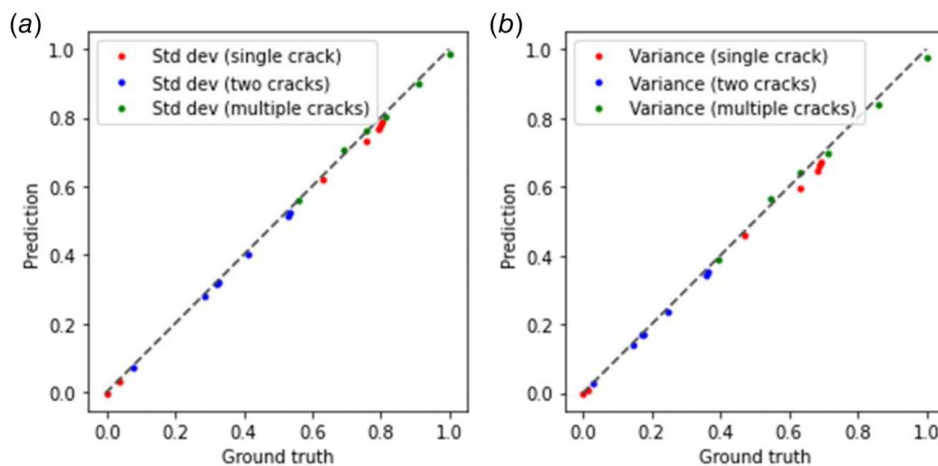 (a)
Std dev (single crack)
Std dev (two cracks)
Std dev (multiple cracks)
1.0
0.8
0.6
0.4
0.2
0.0
Prediction
0.0 0.2 0.4 0.6 0.8 1.0
Ground truth
(b)
Variance (single crack)
Variance (two cracks)
Variance (multiple cracks)
1.0
0.8
0.6
0.4
0.2
0.0
Prediction
0.0 0.2 0.4 0.6 0.8 1.0
Ground truth